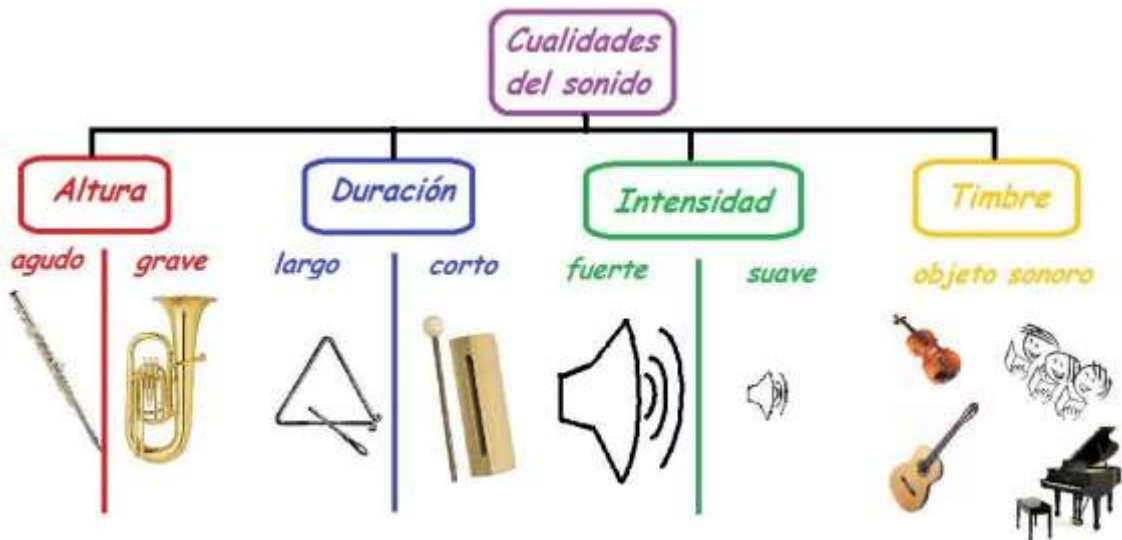 Cualidades
del sonido
Altura
Duración
Intensidad
Timbre
agudo
grave
largo
corto
fuerte
suave
objeto sonoro